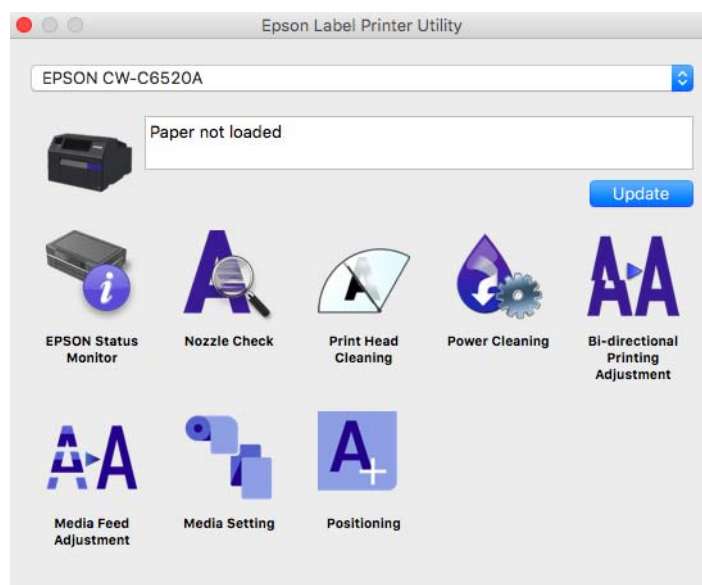 Epson Label Printer Utility
EPSON CW-C6520A
Paper not loaded
Update
EPSON Status
Monitor
Nozzle Check
Print Head
Cleaning
Power Cleaning
Bi-directional
Printing
Adjustment
Media Feed
Adjustment
Media Setting
Positioning